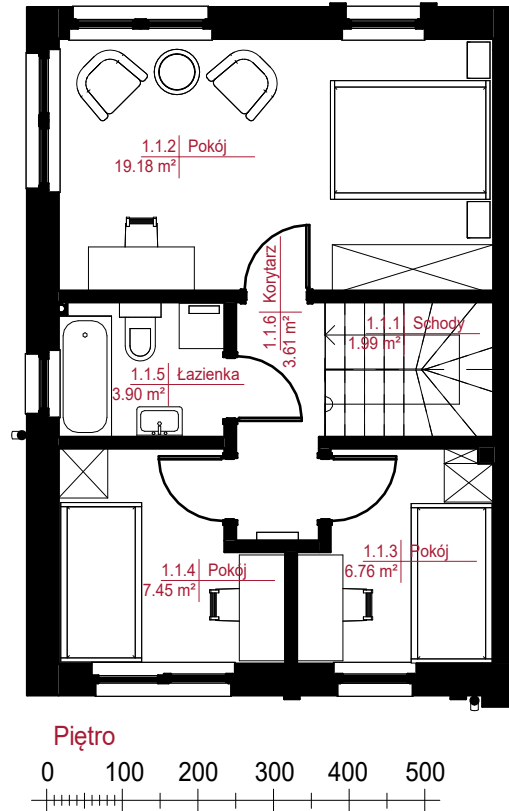 1.1.2 Pokój
19.18 m²
1.1.6 Korytarz
3.61 m²
1.1.1 Schody
1.99 m²
1.1.5 Łazienka
3.90 m²
1.1.4 Pokój
7.45 m²
1.1.3 Pokój
6.76 m²
Piętro
0 100 200 300 400 500